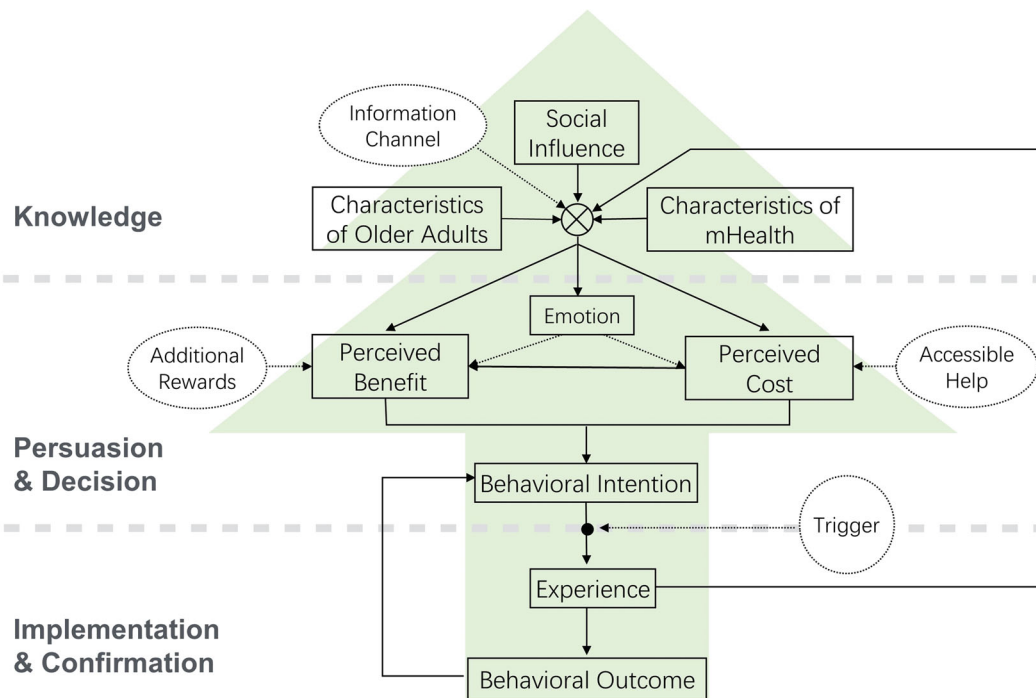 Information
Channel
Social
Influence
Knowledge
Characteristics
of Older Adults
Characteristics of
mHealth
Emotion
Additional
Rewards
Perceived
Benefit
Perceived
Cost
Accessible
Help
Persuasion
& Decision
Behavioral Intention
Trigger
Experience
Implementation
& Confirmation
Behavioral Outcome